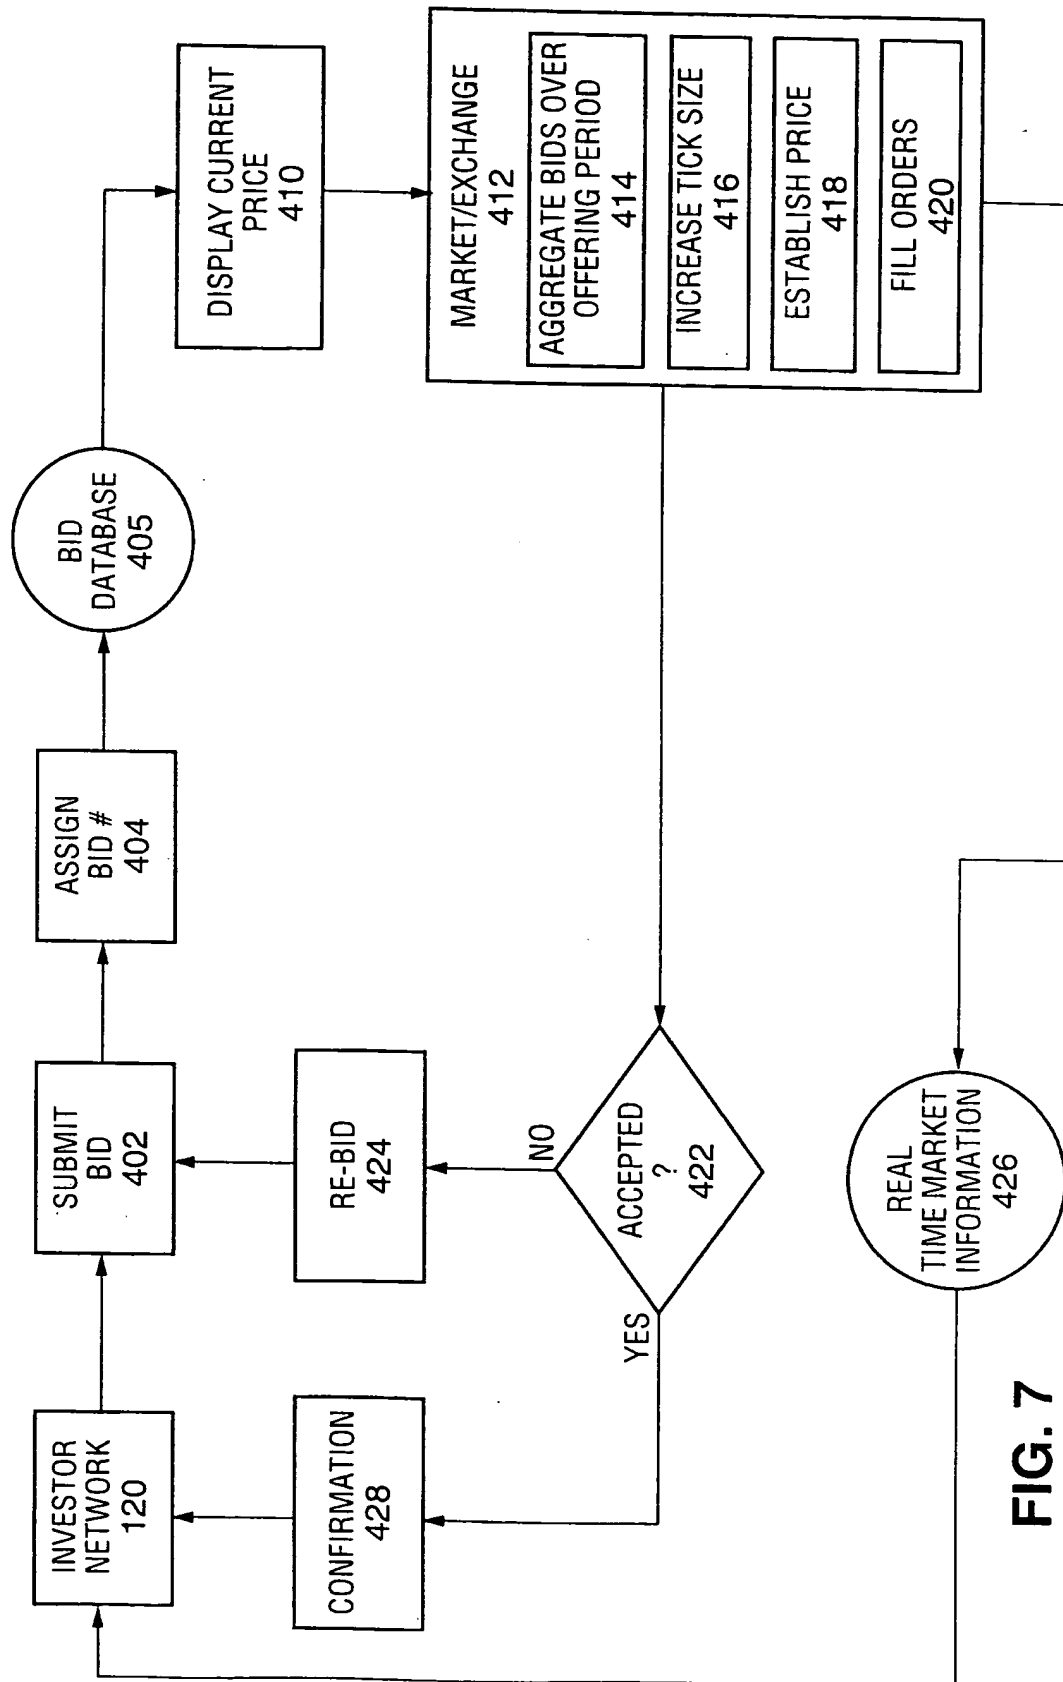 INVESTOR
NETWORK
120
SUBMIT
BID
402
ASSIGN
BID #
404
BID
DATABASE
405
DISPLAY CURRENT
PRICE
410
MARKET/EXCHANGE
412
AGGREGATE BIDS OVER
OFFERING PERIOD
414
INCREASE TICK SIZE
416
ESTABLISH PRICE
418
FILL ORDERS
420
ACCEPTED
?
422
NO
RE-BID
424
YES
CONFIRMATION
428
REAL
TIME MARKET
INFORMATION
426
FIG. 7